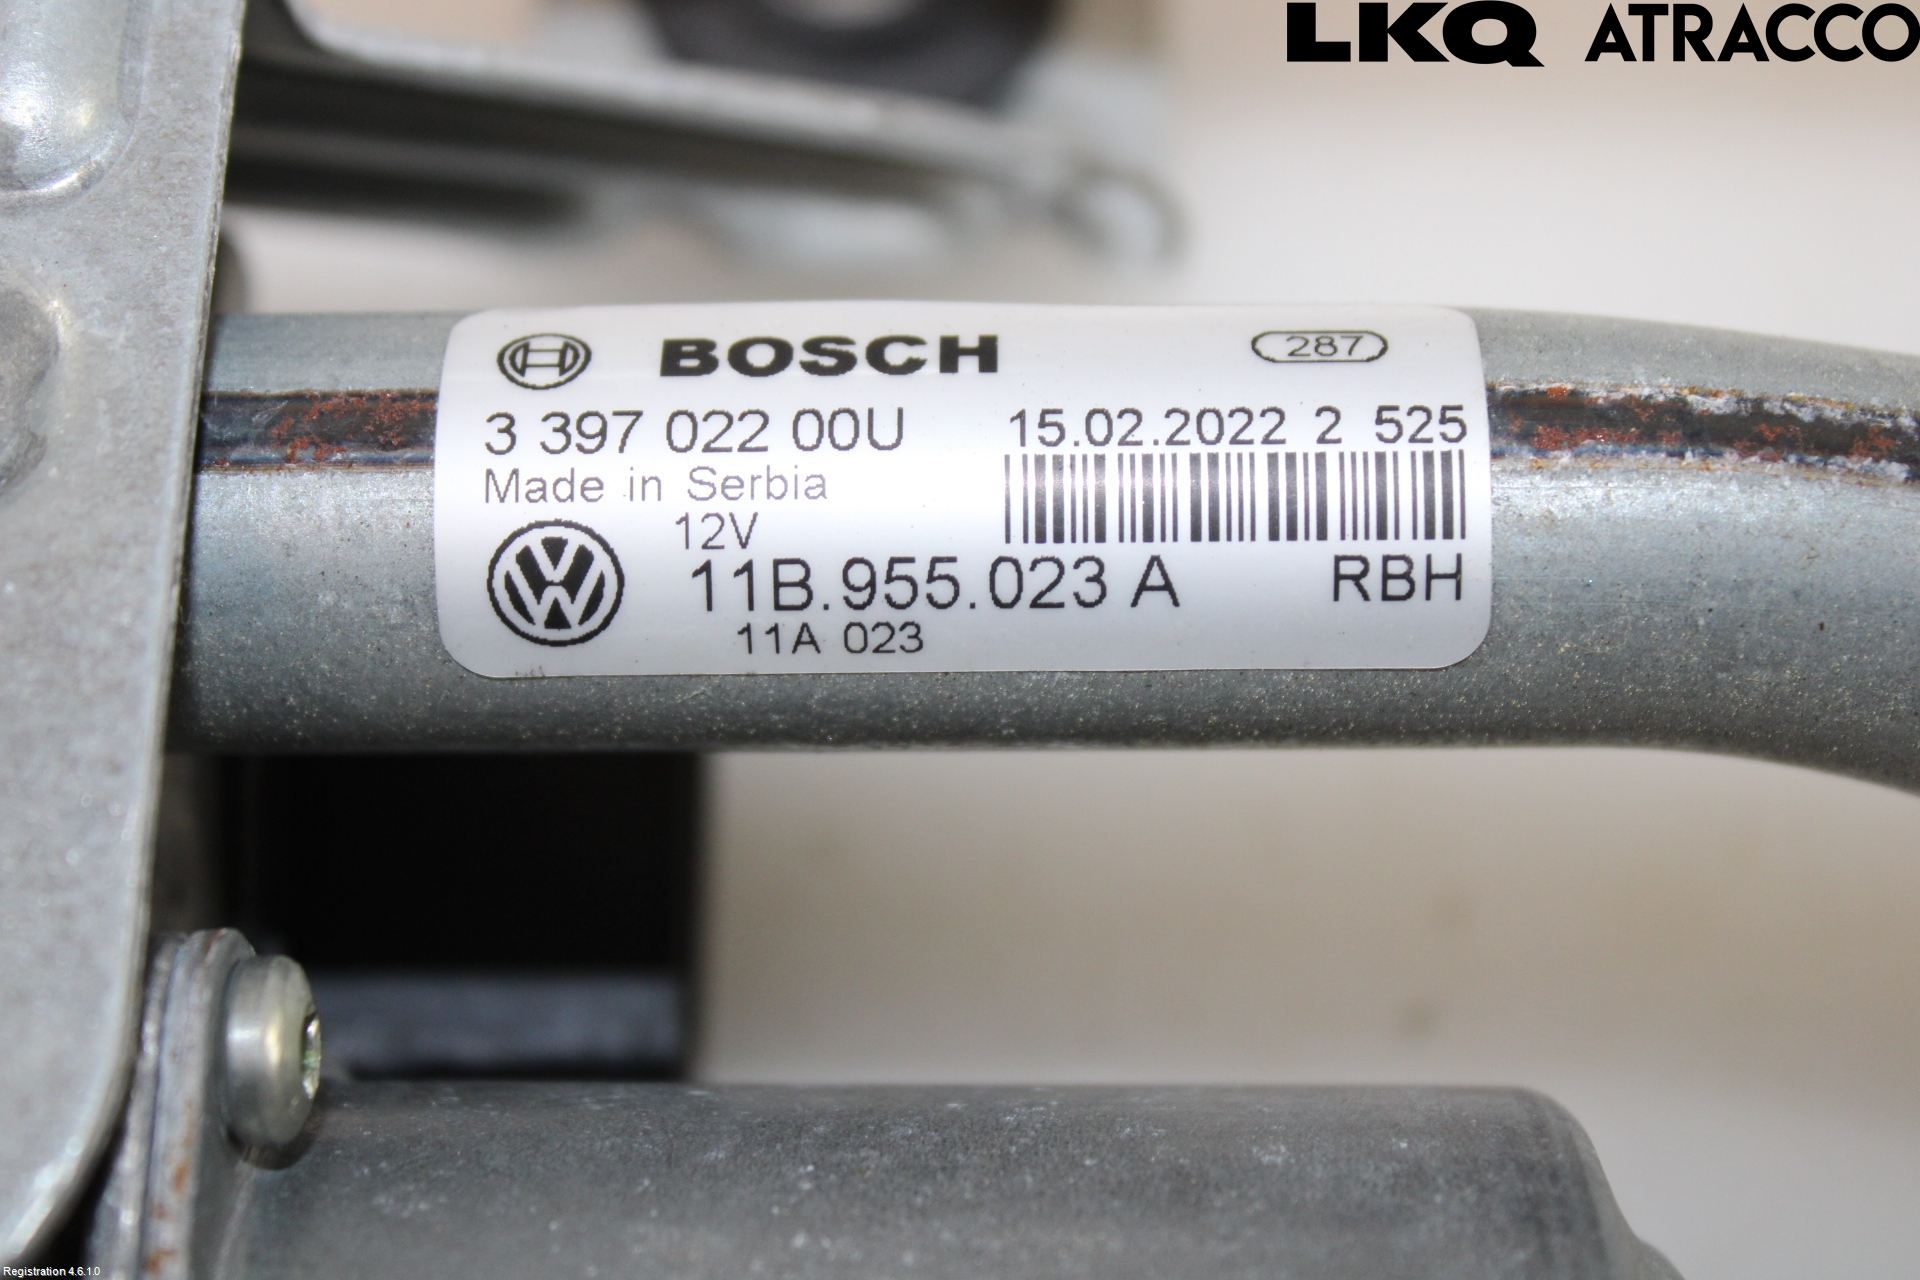 LKQ ATRACCO
BOSCH 287
3 397 022 00U 15.02.2022 2 525
Made in Serbia
12V
11B.955.023 A RBH
11A 023
Registration 4.6.1.0